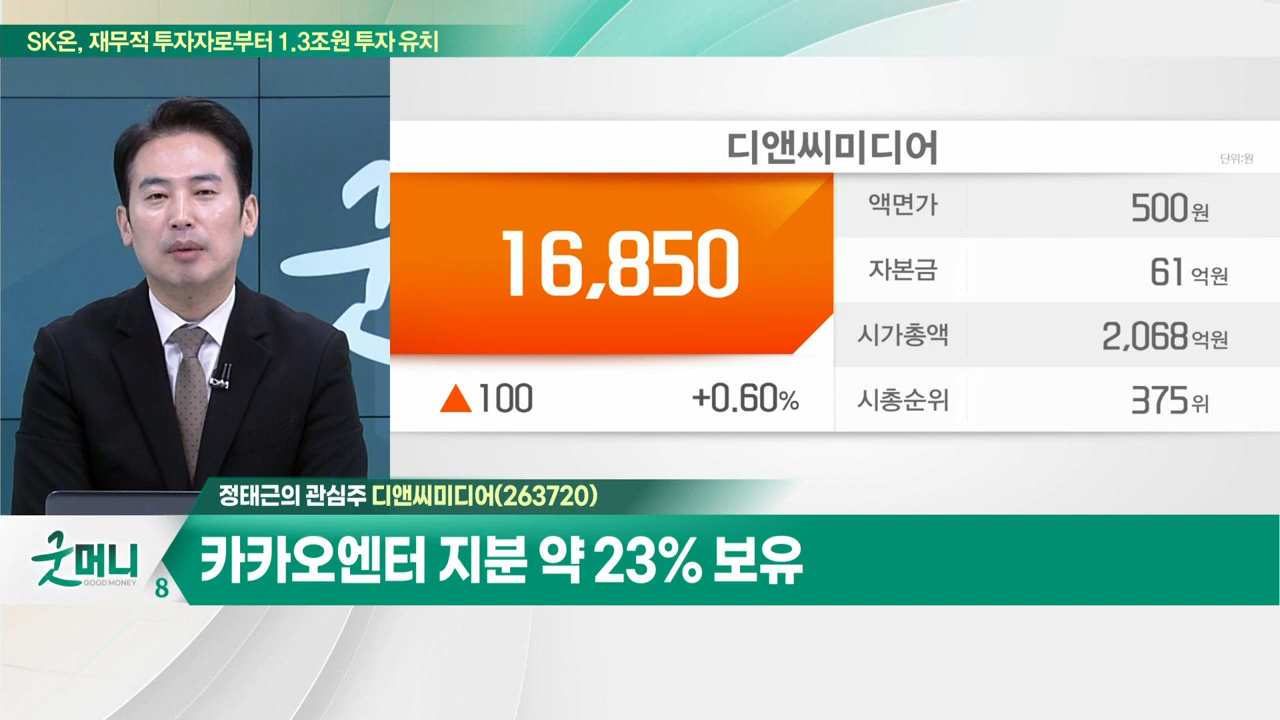 SK온, 재무적 투자자로부터 1.3조원 투자 유치
디앤씨미디어
단위:원
16,850
▲100 +0.60%
액면가 500원
자본금 61억원
시가총액 2,068억원
시총순위 375위
정태근의 관심주 디앤씨미디어(263720)
굿머니
GOOD MONEY
8
카카오엔터 지분 약 23% 보유